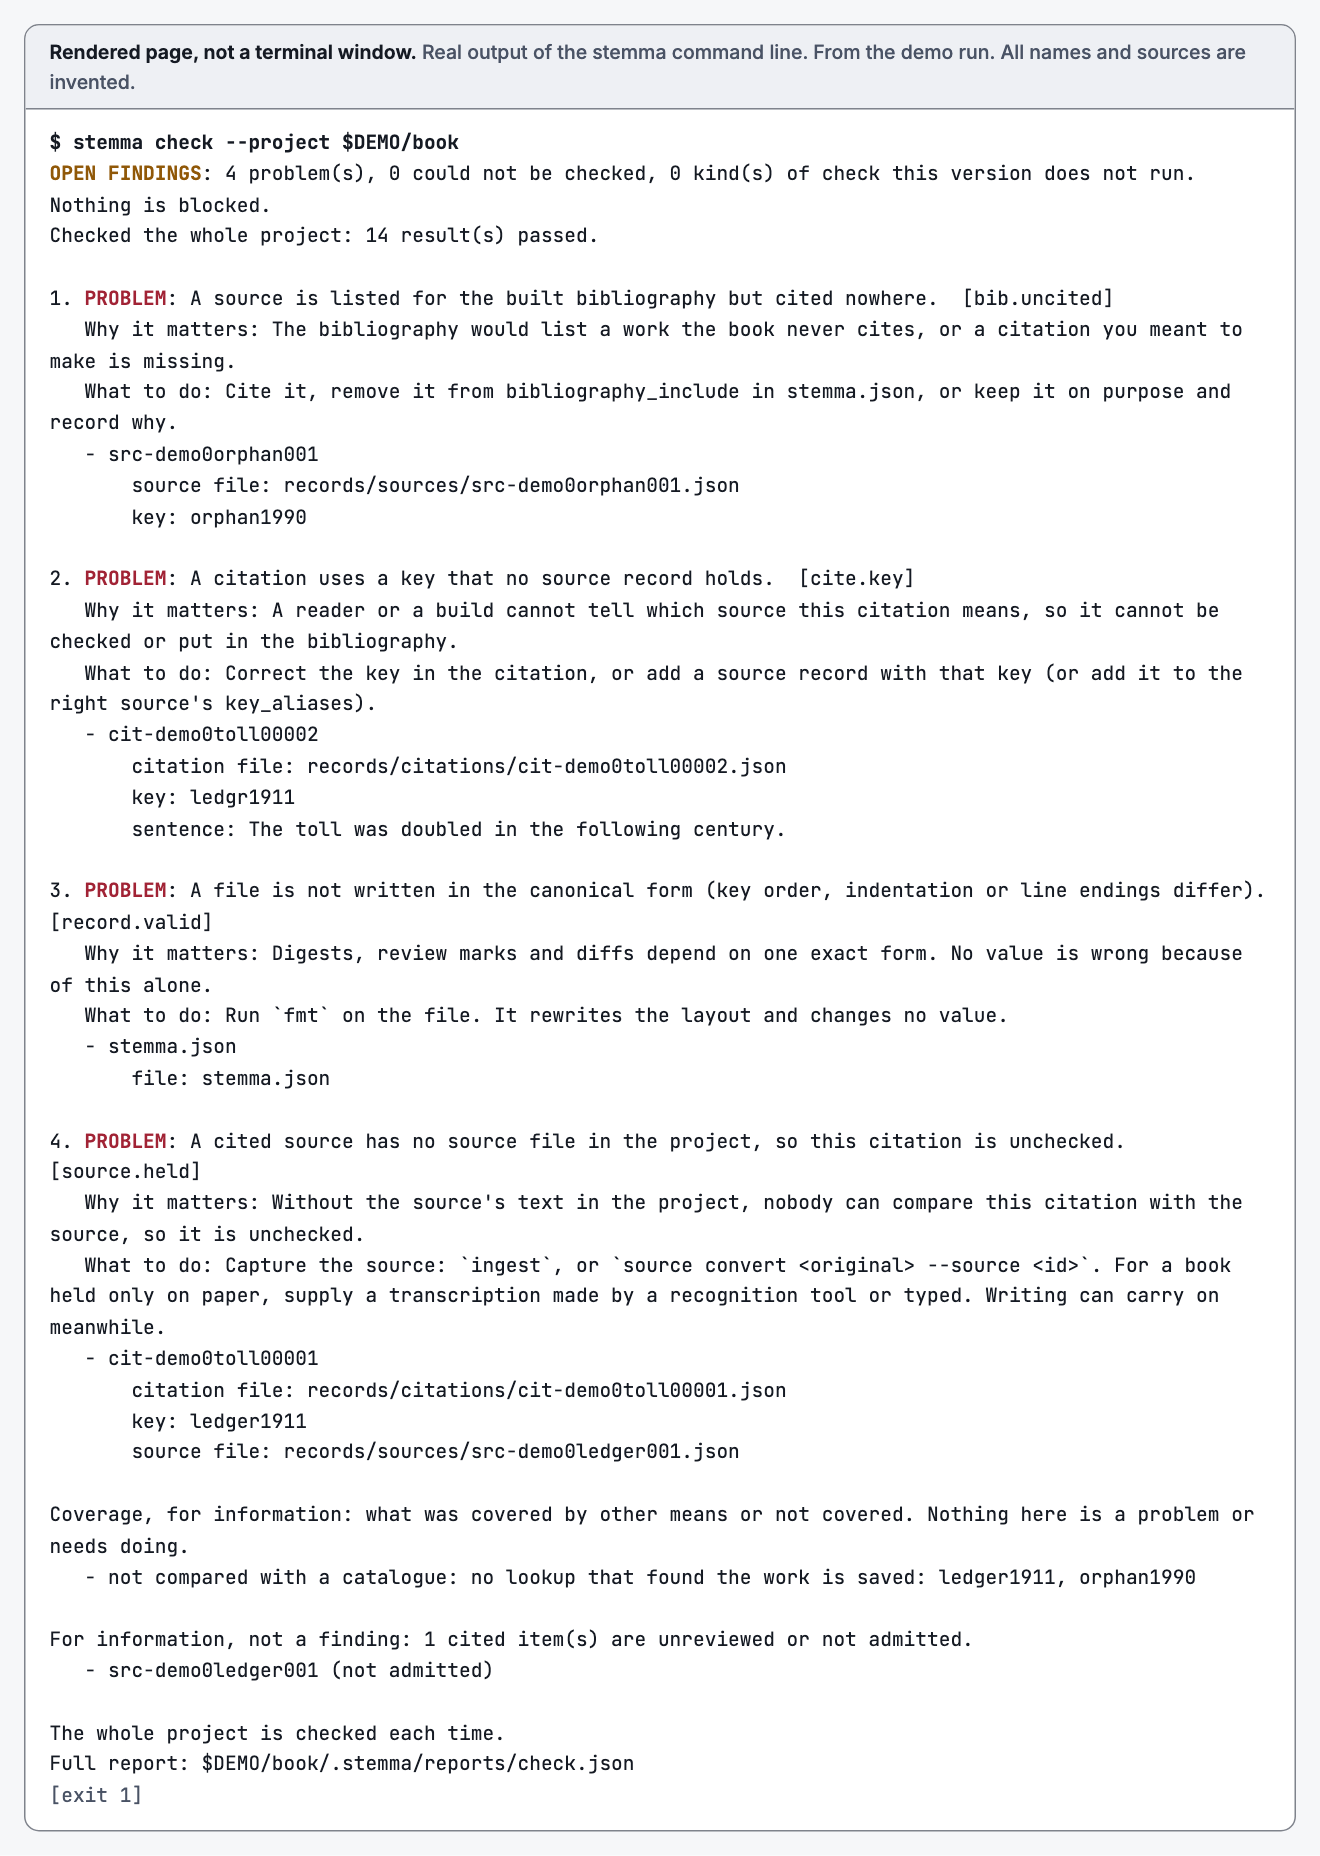 Rendered page, not a terminal window. Real output of the stemma command line. From the demo run. All names and sources are
invented.
$ stemma check --project $DEMO/book
OPEN FINDINGS: 4 problem(s), 0 could not be checked, 0 kind(s) of check this version does not run.
Nothing is blocked.
Checked the whole project: 14 result(s) passed.
1. PROBLEM: A source is listed for the built bibliography but cited nowhere.  [bib.uncited]
Why it matters: The bibliography would list a work the book never cites, or a citation you meant to
make is missing.
What to do: Cite it, remove it from bibliography_include in stemma.json, or keep it on purpose and
record why.
- src-demo0orphan001
source file: records/sources/src-demo0orphan001.json
key: orphan1990
2. PROBLEM: A citation uses a key that no source record holds.  [cite.key]
Why it matters: A reader or a build cannot tell which source this citation means, so it cannot be
checked or put in the bibliography.
What to do: Correct the key in the citation, or add a source record with that key (or add it to the
right source's key_aliases).
- cit-demo0toll00002
citation file: records/citations/cit-demo0toll00002.json
key: ledgr1911
sentence: The toll was doubled in the following century.
3. PROBLEM: A file is not written in the canonical form (key order, indentation or line endings differ).
[record.valid]
Why it matters: Digests, review marks and diffs depend on one exact form. No value is wrong because
of this alone.
What to do: Run `fmt` on the file. It rewrites the layout and changes no value.
- stemma.json
file: stemma.json
4. PROBLEM: A cited source has no source file in the project, so this citation is unchecked.
[source.held]
Why it matters: Without the source's text in the project, nobody can compare this citation with the
source, so it is unchecked.
What to do: Capture the source: `ingest`, or `source convert <original> --source <id>`. For a book
held only on paper, supply a transcription made by a recognition tool or typed. Writing can carry on
meanwhile.
- cit-demo0toll00001
citation file: records/citations/cit-demo0toll00001.json
key: ledger1911
source file: records/sources/src-demo0ledger001.json
Coverage, for information: what was covered by other means or not covered. Nothing here is a problem or
needs doing.
- not compared with a catalogue: no lookup that found the work is saved: ledger1911, orphan1990
For information, not a finding: 1 cited item(s) are unreviewed or not admitted.
- src-demo0ledger001 (not admitted)
The whole project is checked each time.
Full report: $DEMO/book/.stemma/reports/check.json
[exit 1]